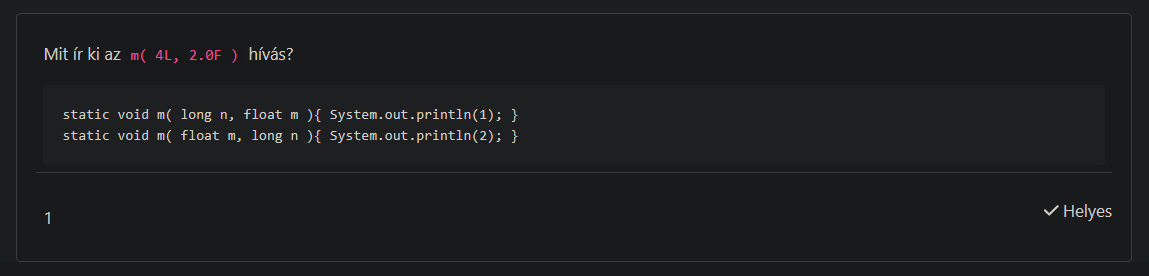 Mit ír ki az m( 4L, 2.0F ) hívás?
static void m( long n, float m ){ System.out.println(1); }
static void m( float m, long n ){ System.out.println(2); }
1
Helyes